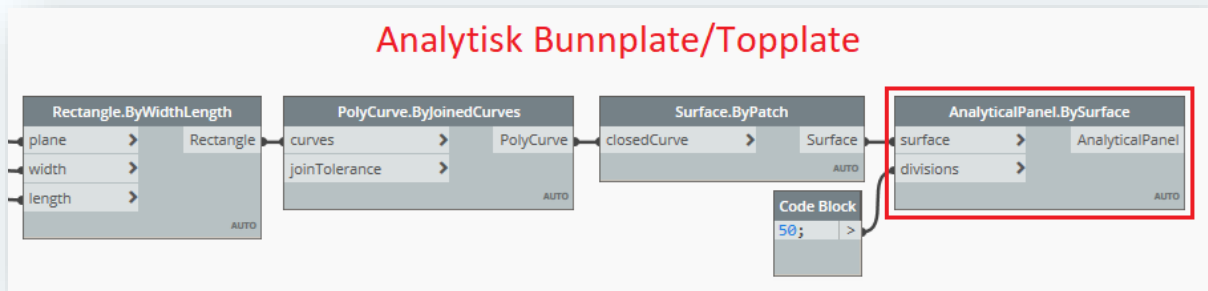 Analytisk Bunnplate/Topplate
Rectangle.ByWidthLength
plane > Rectangle
width >
length >
AUTO
PolyCurve.ByJoinedCurves
curves > PolyCurve
joinTolerance >
AUTO
Surface.ByPatch
closedCurve > Surface
AUTO
Code Block
50; >
AnalyticalPanel.BySurface
surface > AnalyticalPanel
divisions >
AUTO